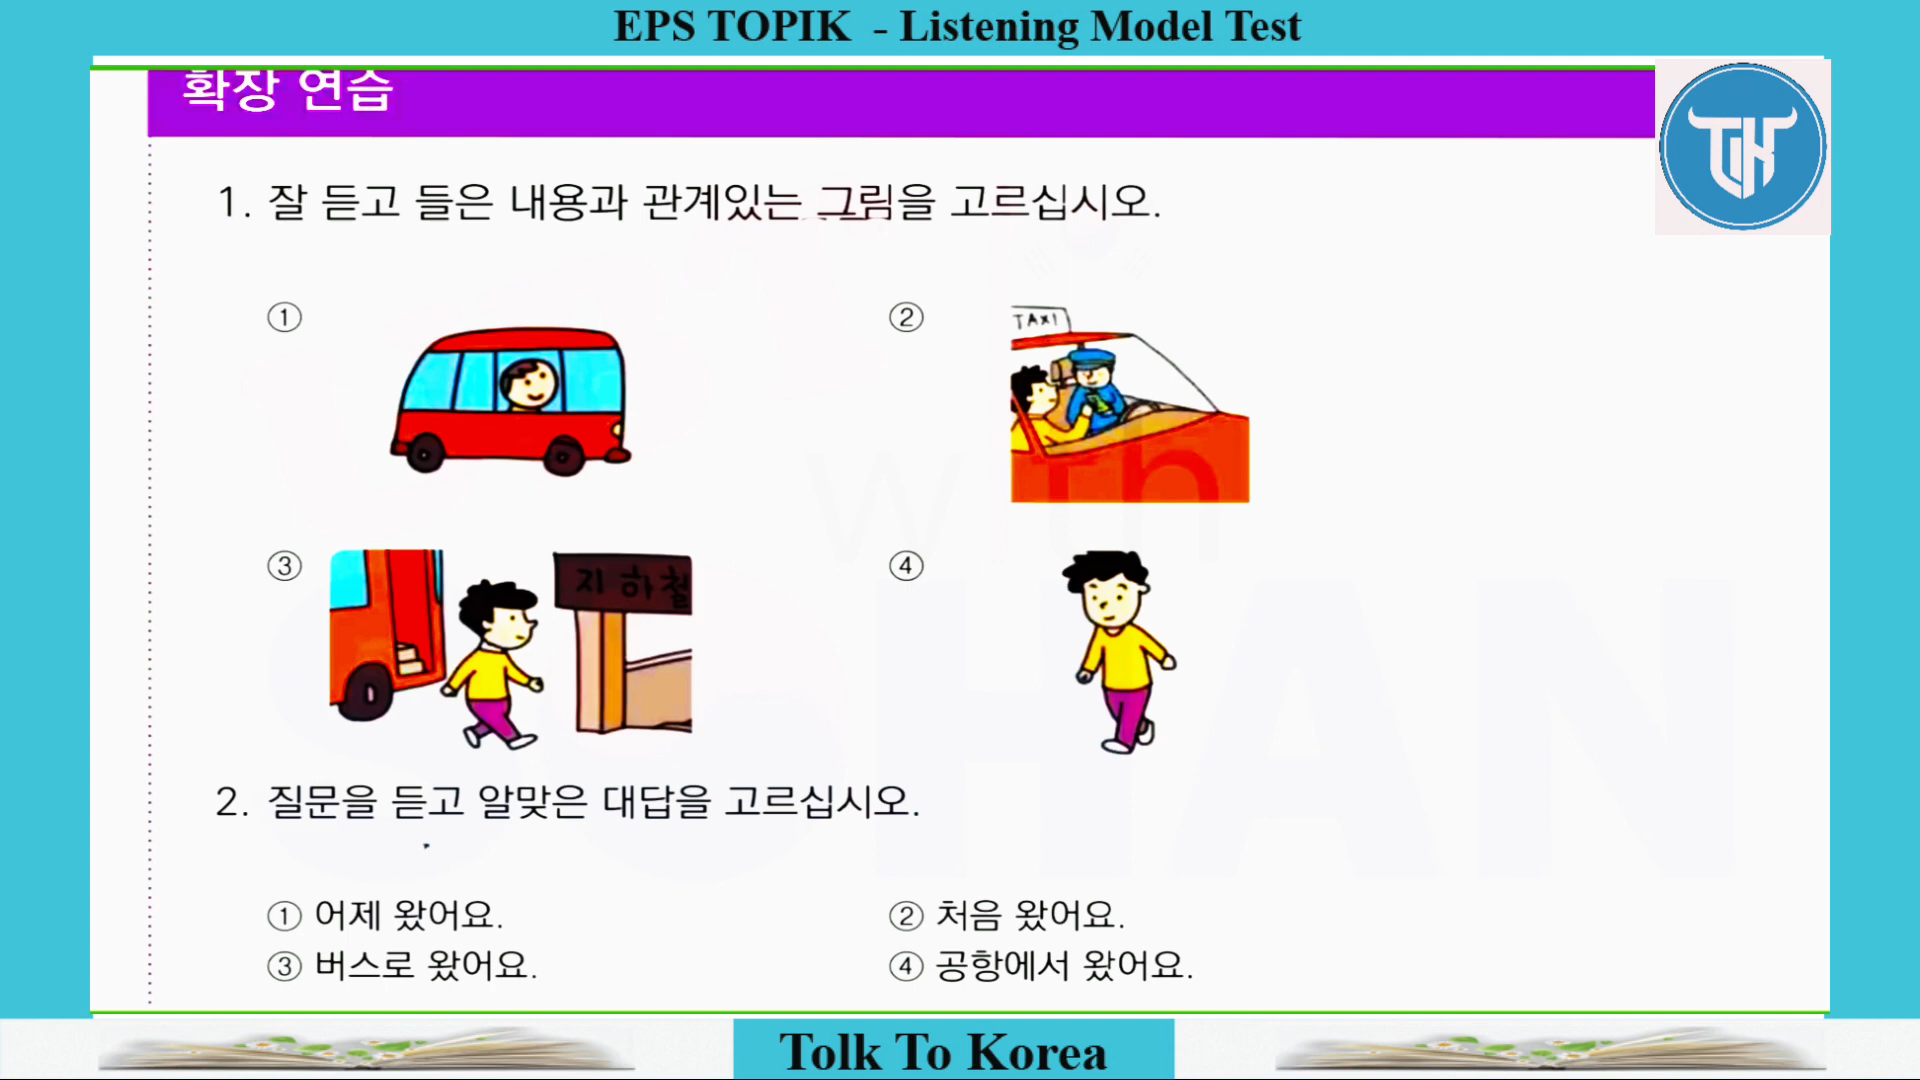 EPS TOPIK - Listening Model Test
확장 연습
TIK
1. 잘 듣고 들은 내용과 관계있는 그림을 고르십시오.
①
②
TAXI
③
지하철
④
2. 질문을 듣고 알맞은 대답을 고르십시오.
① 어제 왔어요.
② 처음 왔어요.
③ 버스로 왔어요.
④ 공항에서 왔어요.
Tolk To Korea